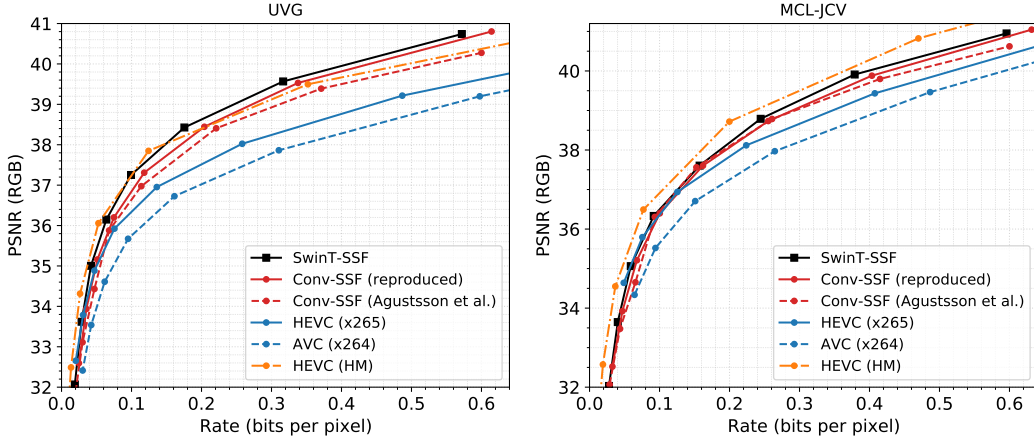 UVG
41
40
39
38
37
36
35
34
33
32
PSNR (RGB)
0.0 0.1 0.2 0.3 0.4 0.5 0.6
Rate (bits per pixel)
SwinT-SSF
Conv-SSF (reproduced)
Conv-SSF (Agustsson et al.)
HEVC (x265)
AVC (x264)
HEVC (HM)
MCL-JCV
40
38
36
34
32
PSNR (RGB)
0.0 0.1 0.2 0.3 0.4 0.5 0.6
Rate (bits per pixel)
SwinT-SSF
Conv-SSF (reproduced)
Conv-SSF (Agustsson et al.)
HEVC (x265)
AVC (x264)
HEVC (HM)